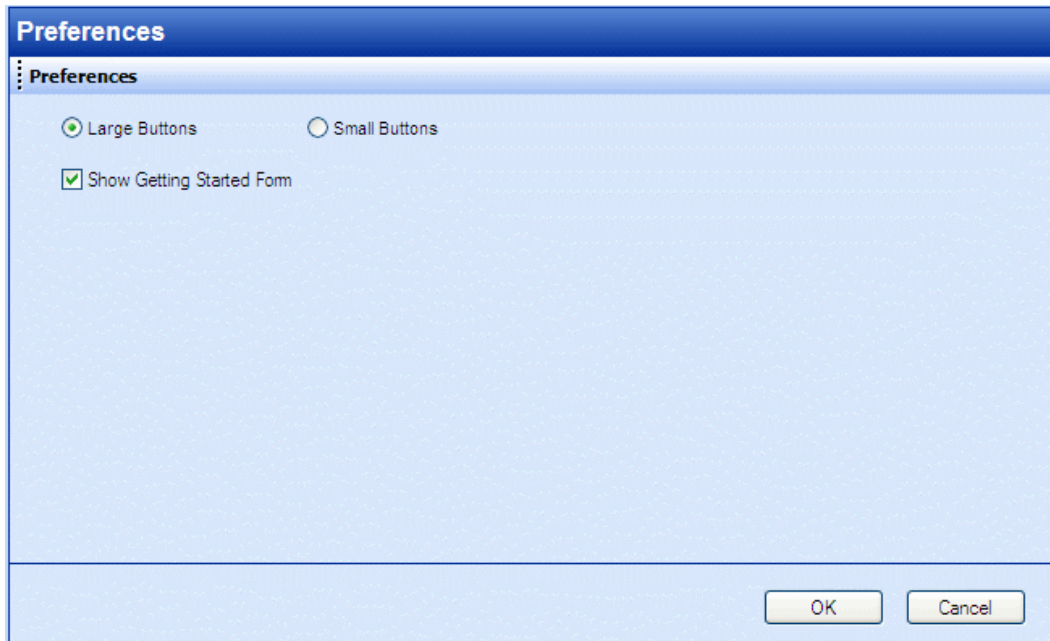 Preferences
Preferences
Large Buttons Small Buttons
Show Getting Started Form
OK Cancel